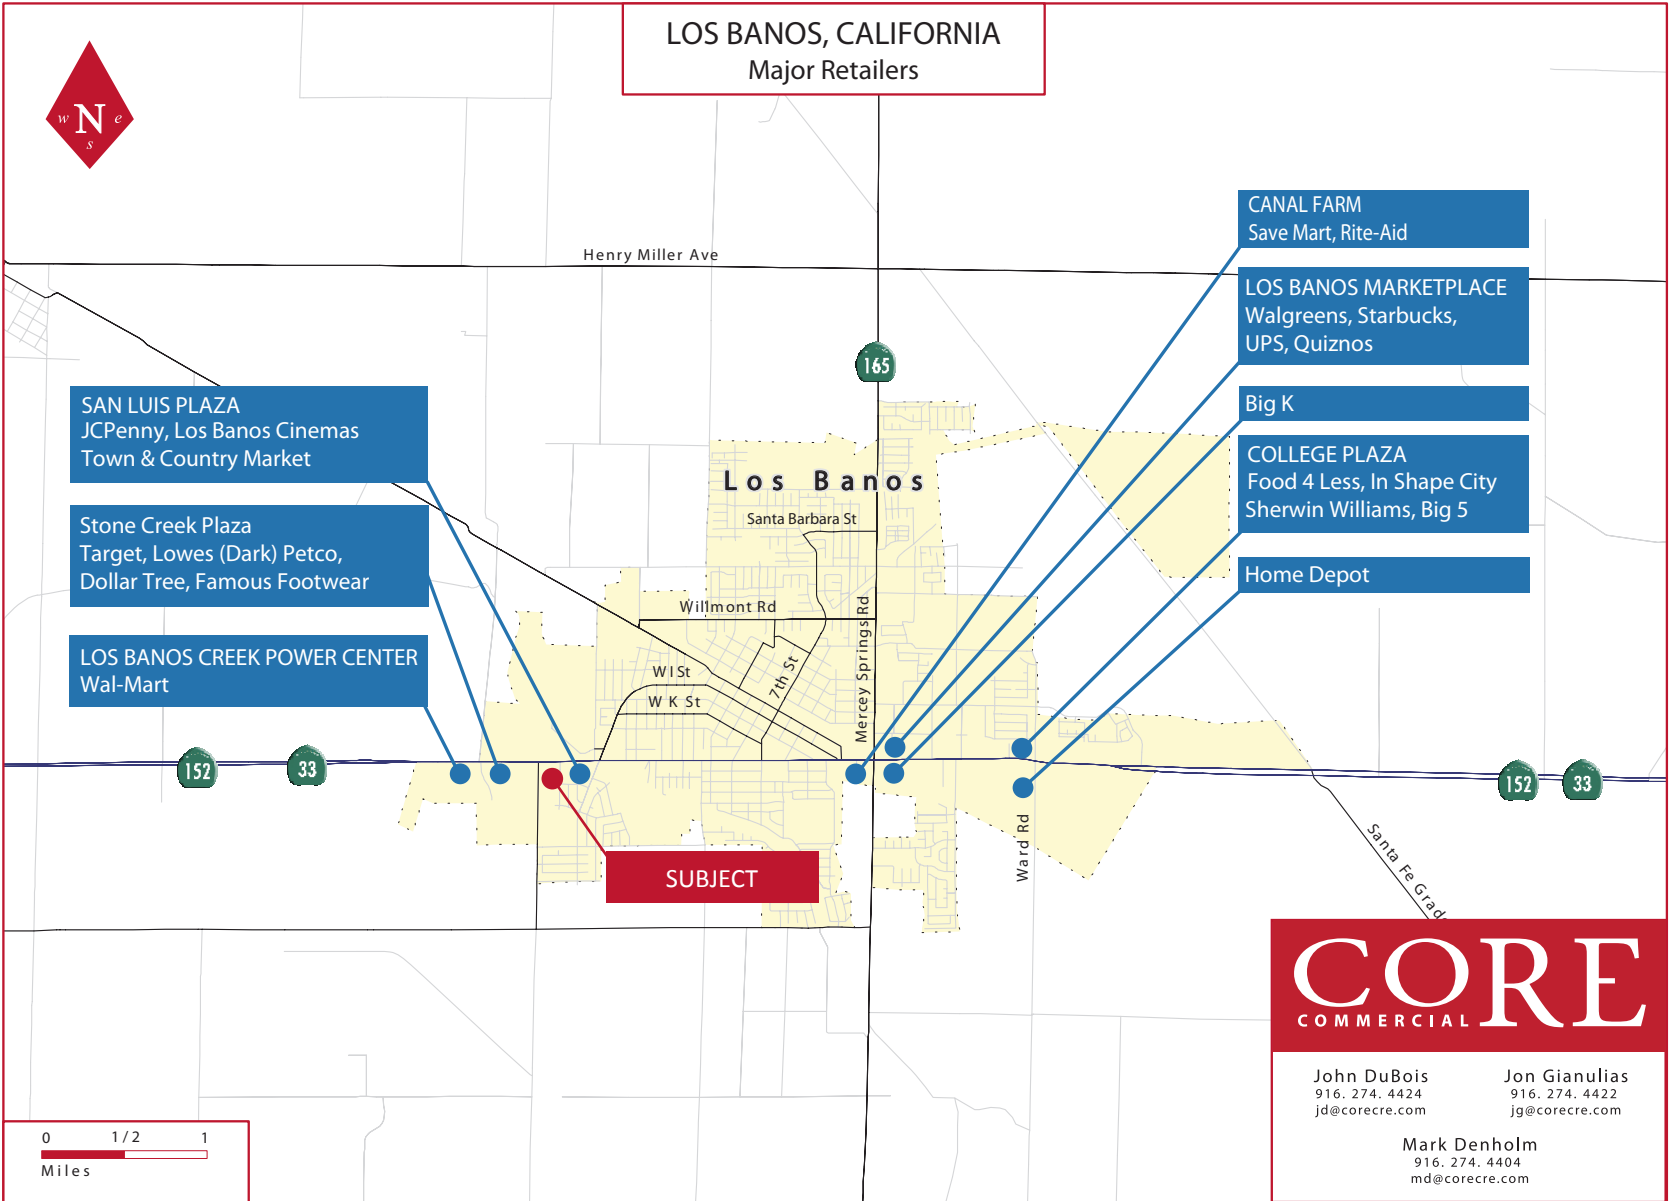 LOS BANOS, CALIFORNIA
Major Retailers
N
w
e
s
Henry Miller Ave
CANAL FARM
Save Mart, Rite-Aid
LOS BANOS MARKETPLACE
Walgreens, Starbucks,
UPS, Quiznos
165
SAN LUIS PLAZA
JCPenny, Los Banos Cinemas
Town & Country Market
Big K
COLLEGE PLAZA
Food 4 Less, In Shape City
Sherwin Williams, Big 5
Los Banos
Santa Barbara St
Stone Creek Plaza
Target, Lowes (Dark) Petco,
Dollar Tree, Famous Footwear
Home Depot
Willmont Rd
Mercey Springs Rd
LOS BANOS CREEK POWER CENTER
Wal-Mart
W I St
7th St
W K St
152
33
152
33
Ward Rd
Santa Fe Grade
SUBJECT
CORE
COMMERCIAL
John DuBois
916. 274. 4424
jd@corecre.com
Jon Gianulias
916. 274. 4422
jg@corecre.com
Mark Denholm
916. 274. 4404
md@corecre.com
0 1/2 1
Miles